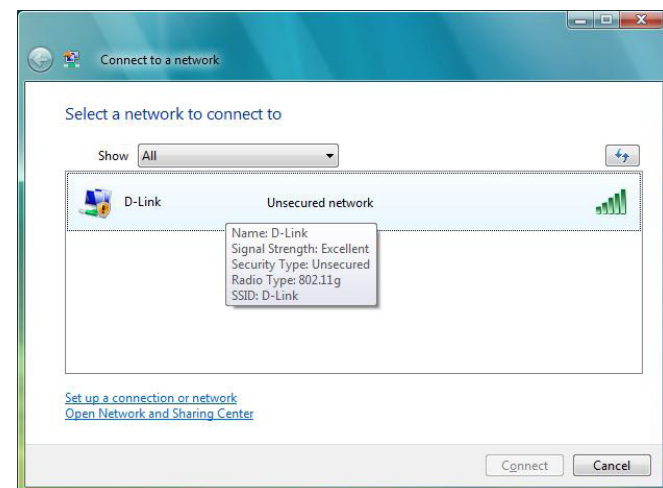 Connect to a network
Select a network to connect to
Show All
D-Link Unsecured network
Name: D-Link
Signal Strength: Excellent
Security Type: Unsecured
Radio Type: 802.11g
SSID: D-Link
Set up a connection or network
Open Network and Sharing Center
Connect Cancel